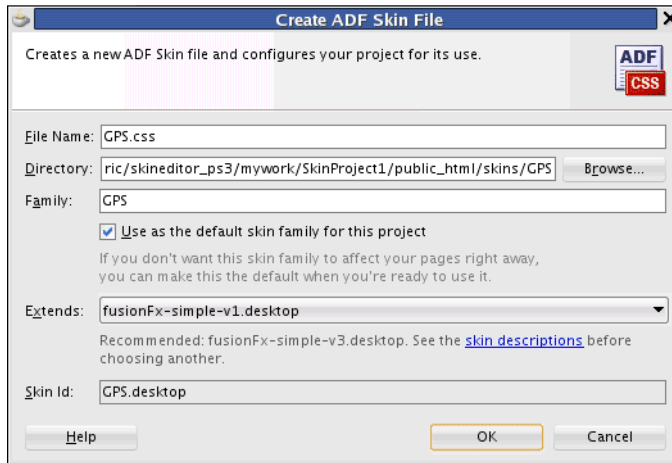 Create ADF Skin File
Creates a new ADF Skin file and configures your project for its use.
ADF
CSS
File Name: GPS.css
Directory: ric/skineditor_ps3/mywork/SkinProject1/public_html/skins/GPS Browse...
Family: GPS
Use as the default skin family for this project
If you don't want this skin family to affect your pages right away,
you can make this the default when you're ready to use it.
Extends: fusionFx-simple-v1.desktop
Recommended: fusionFx-simple-v3.desktop. See the skin descriptions before
choosing another.
Skin Id: GPS.desktop
Help OK Cancel